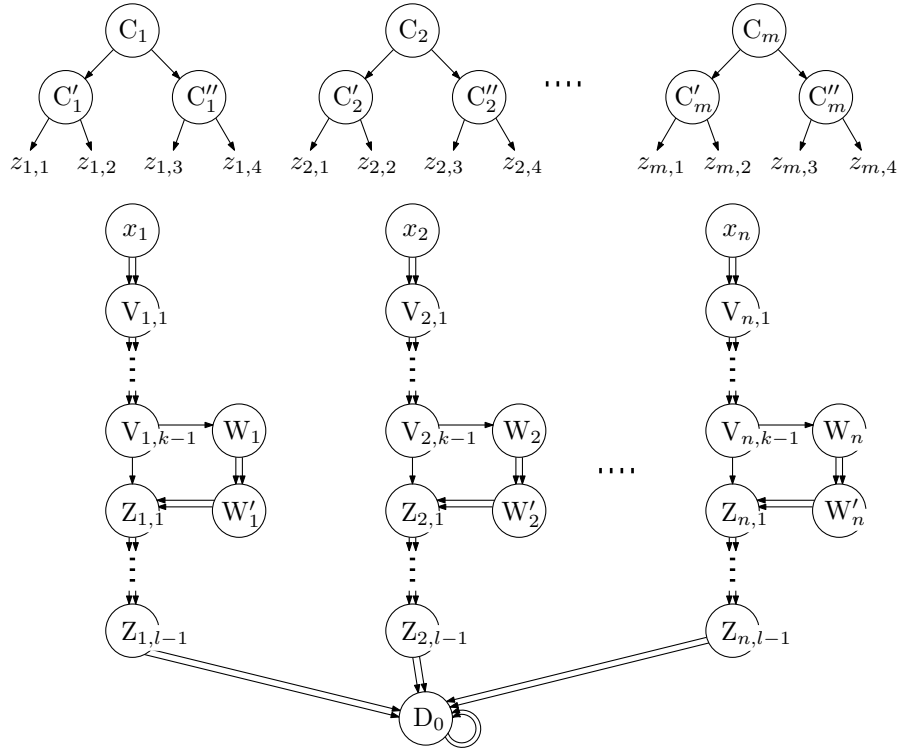 C₁ C₂ Cₘ
C′₁ C″₁ C′₂ C″₂ .... C′ₘ C″ₘ
z₁,₁ z₁,₂ z₁,₃ z₁,₄ z₂,₁ z₂,₂ z₂,₃ z₂,₄ zₘ,₁ zₘ,₂ zₘ,₃ zₘ,₄
x₁ x₂ xₙ
V₁,₁ V₂,₁ Vₙ,₁
V₁,ₖ₋₁ W₁ V₂,ₖ₋₁ W₂ Vₙ,ₖ₋₁ Wₙ
....
Z₁,₁ W′₁ Z₂,₁ W′₂ Zₙ,₁ W′ₙ
Z₁,ₗ₋₁ Z₂,ₗ₋₁ Zₙ,ₗ₋₁
D₀